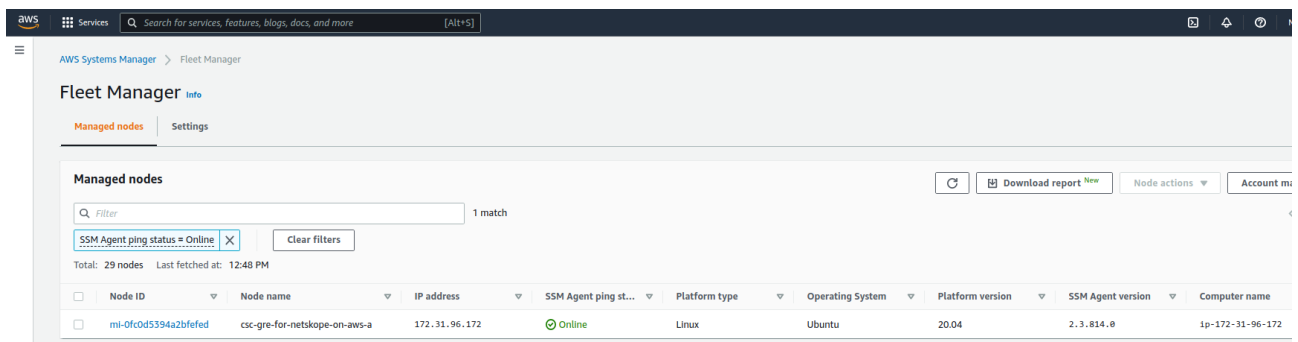 aws Services Search for services, features, blogs, docs, and more [Alt+S]
AWS Systems Manager > Fleet Manager
Fleet Manager Info
Managed nodes Settings
Managed nodes
Download report New Node actions Account ma
Filter 1 match
SSM Agent ping status = Online Clear filters
Total: 29 nodes Last fetched at: 12:48 PM
Node ID Node name IP address SSM Agent ping st... Platform type Operating System Platform version SSM Agent version Computer name
mi-0fc0d5394a2bfefed csc-gre-for-netskope-on-aws-a 172.31.96.172 Online Linux Ubuntu 20.04 2.3.814.0 ip-172-31-96-172